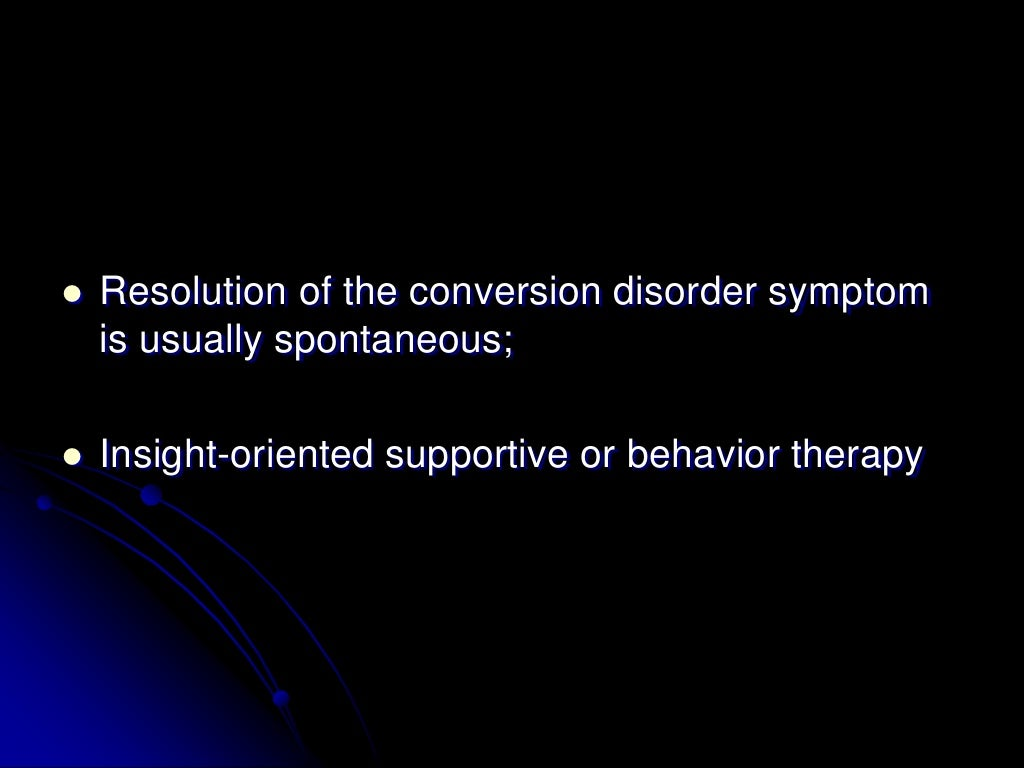 Resolution of the conversion disorder symptom
is usually spontaneous;
Insight-oriented supportive or behavior therapy